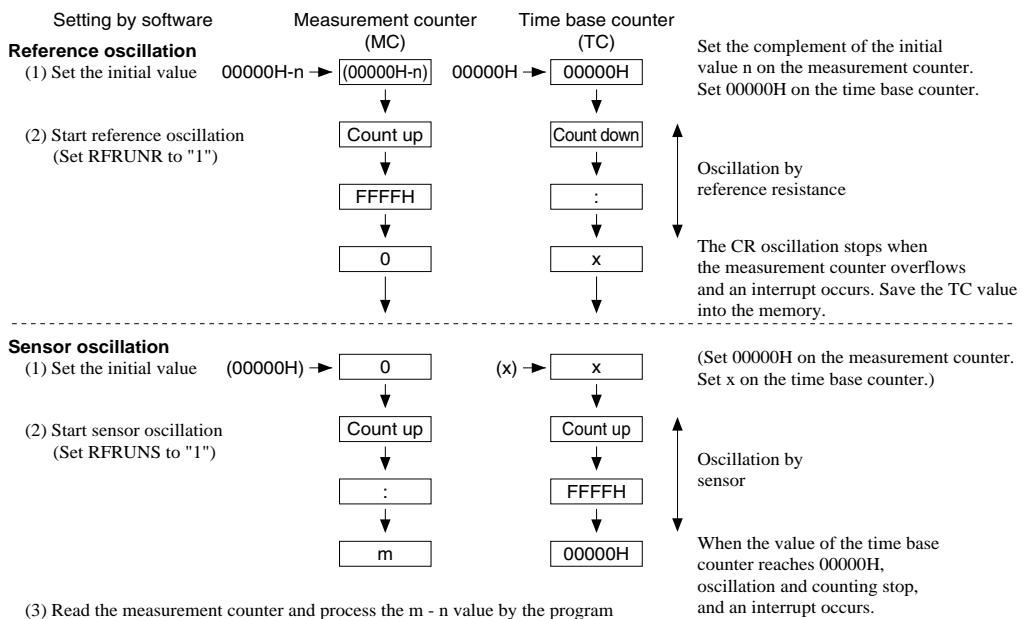 Setting by software
Measurement counter
(MC)
Time base counter
(TC)
Reference oscillation
(1) Set the initial value
00000H-n
(00000H-n)
00000H
00000H
Set the complement of the initial
value n on the measurement counter.
Set 00000H on the time base counter.
(2) Start reference oscillation
(Set RFRUNR to "1")
Count up
Count down
Oscillation by
reference resistance
FFFFH
:
0
x
The CR oscillation stops when
the measurement counter overflows
and an interrupt occurs. Save the TC value
into the memory.
Sensor oscillation
(1) Set the initial value
(00000H)
0
(x)
x
(Set 00000H on the measurement counter.
Set x on the time base counter.)
(2) Start sensor oscillation
(Set RFRUNS to "1")
Count up
Count up
Oscillation by
sensor
:
FFFFH
m
00000H
When the value of the time base
counter reaches 00000H,
oscillation and counting stop,
and an interrupt occurs.
(3) Read the measurement counter and process the m - n value by the program